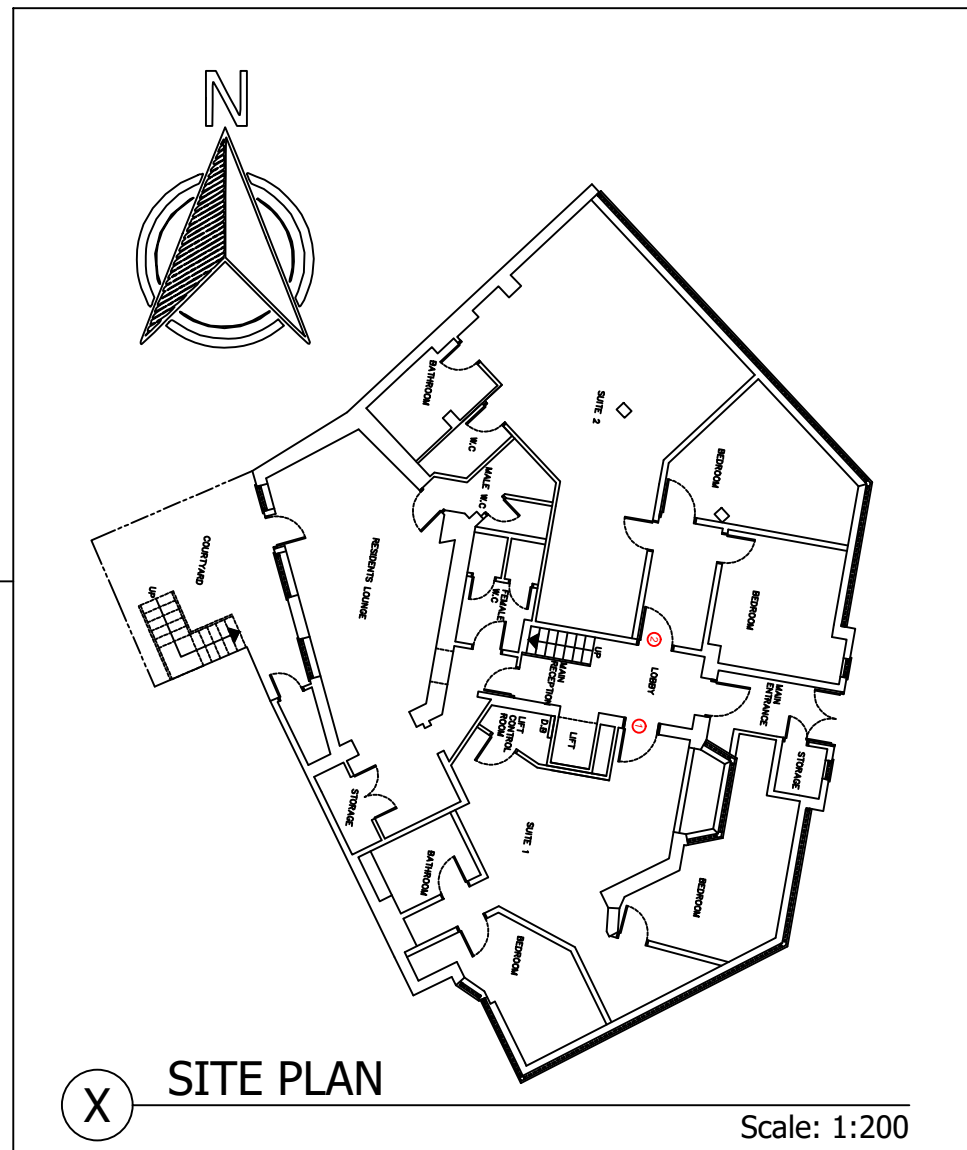 N
BATHROOM
SUITE 2
W.C
MALE W.C
BEDROOM
COURTYARD
RESIDENTS LOUNGE
UP
FEMALE
W.C
BEDROOM
2
UP
LOBBY
MAIN
RECEPTION
MAIN
ENTRANCE
1
D.B
LIFT
LIFT
CONTROL
ROOM
STORAGE
STORAGE
SUITE 1
BATHROOM
BEDROOM
BEDROOM
X
SITE PLAN
Scale: 1:200